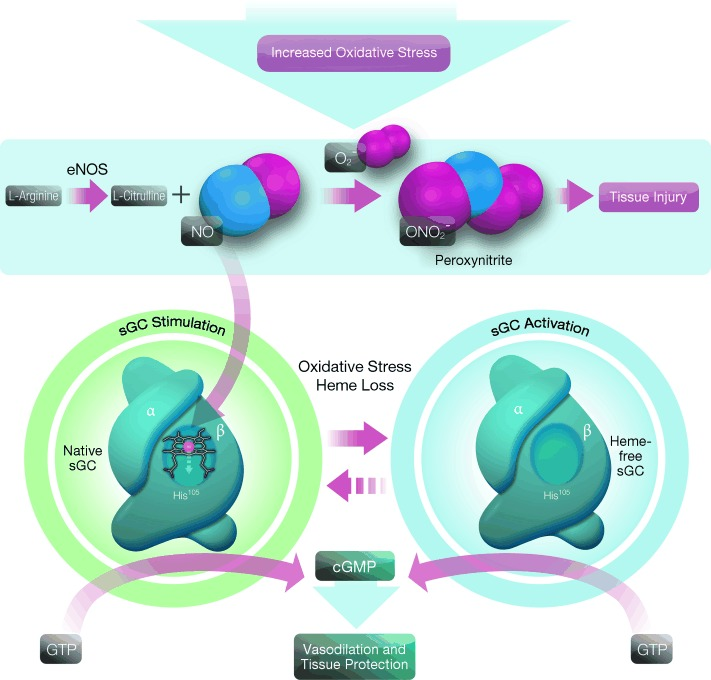 Increased Oxidative Stress
O₂⁻
eNOS
L-Arginine
L-Citrulline
+
NO
ONO₂⁻
Peroxynitrite
Tissue Injury
sGC Stimulation
sGC Activation
Oxidative Stress
Heme Loss
α
β
Native
sGC
His¹⁰⁵
α
β
Heme-
free
sGC
His¹⁰⁵
cGMP
GTP
GTP
Vasodilation and
Tissue Protection